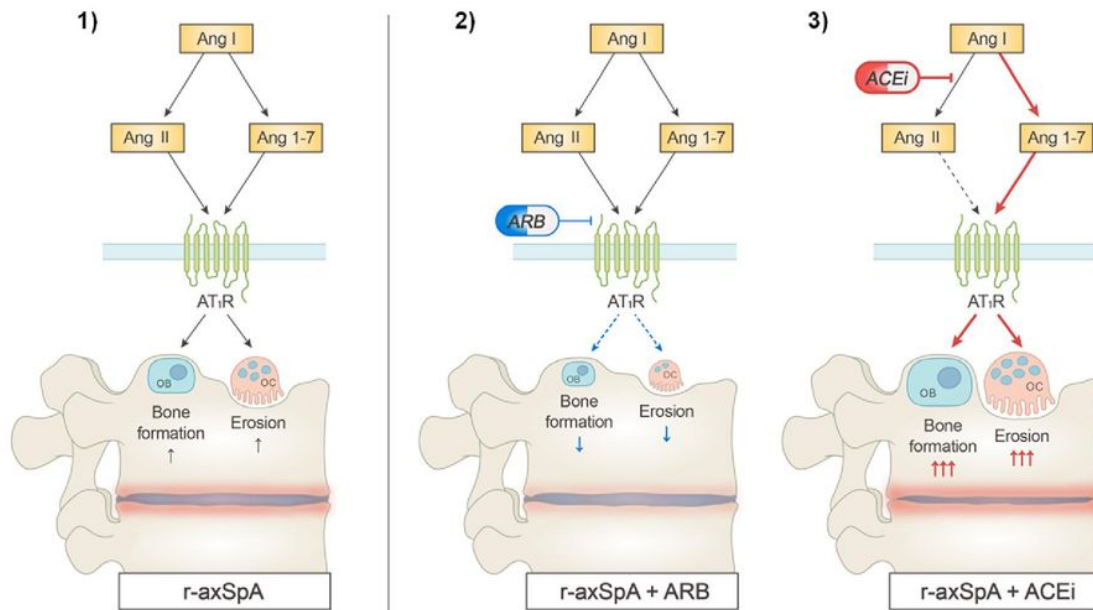 1)
Ang I
Ang II
Ang 1-7
AT₁R
OB
OC
Bone
formation
↑
Erosion
↑
r-axSpA
2)
Ang I
Ang II
Ang 1-7
ARB
AT₁R
OB
OC
Bone
formation
↓
Erosion
↓
r-axSpA + ARB
3)
Ang I
ACEi
Ang II
Ang 1-7
AT₁R
OB
OC
Bone
formation
↑↑↑
Erosion
↑↑↑
r-axSpA + ACEi